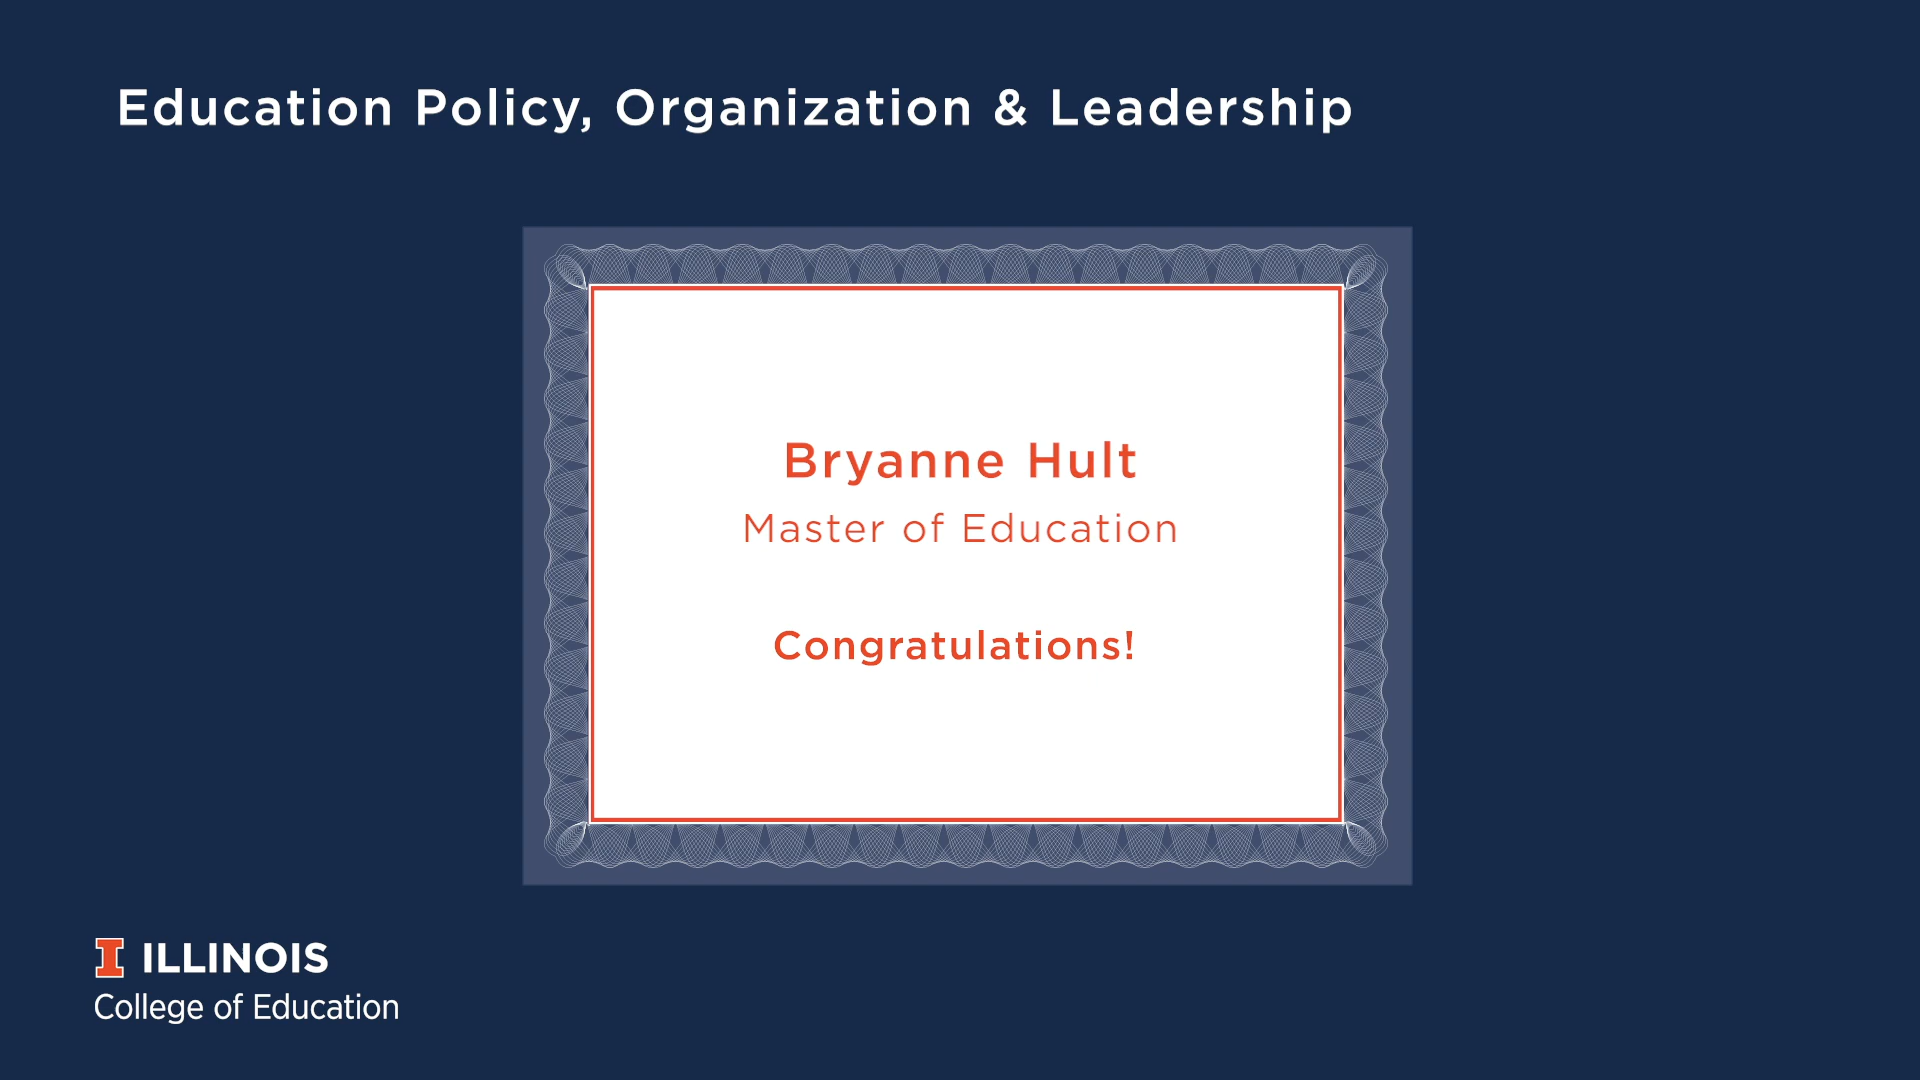 Education Policy, Organization & Leadership
Bryanne Hult
Master of Education
Congratulations!
I ILLINOIS
College of Education